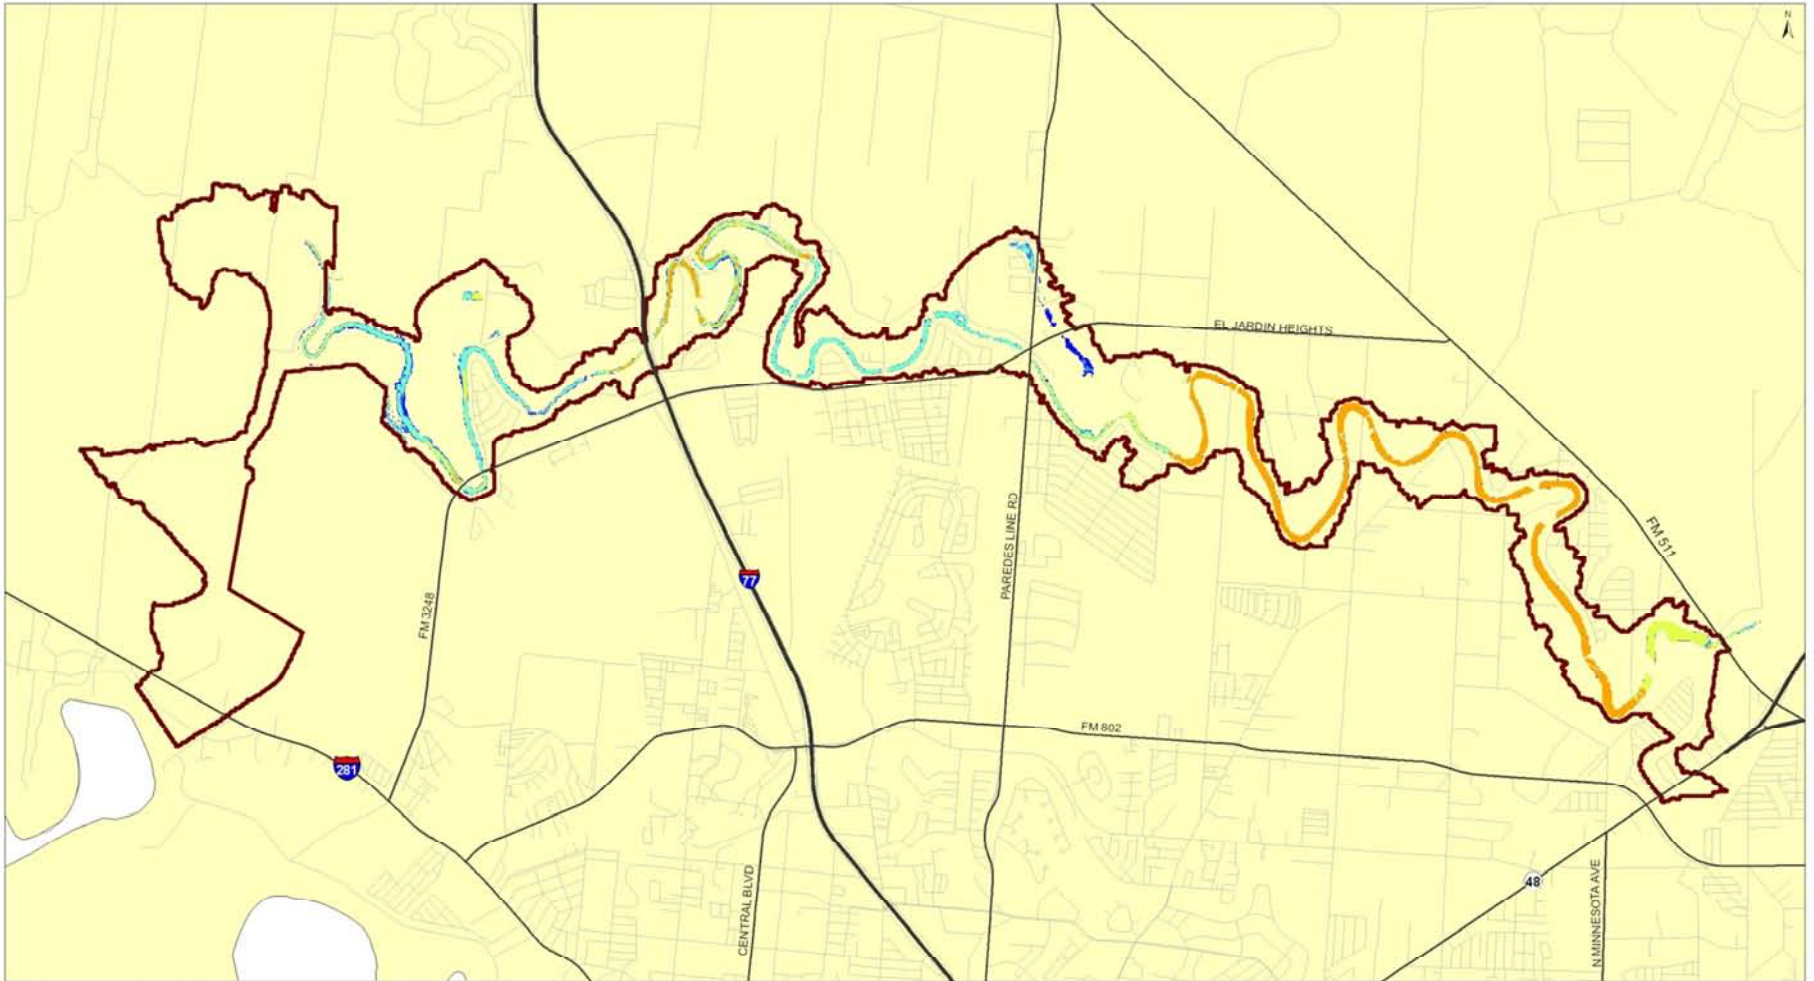 N
EL JARDIN HEIGHTS
FM 511
PAREDES LINE RD
77
FM 3248
FM 802
281
CENTRAL BLVD
48
N MINNESOTA AVE